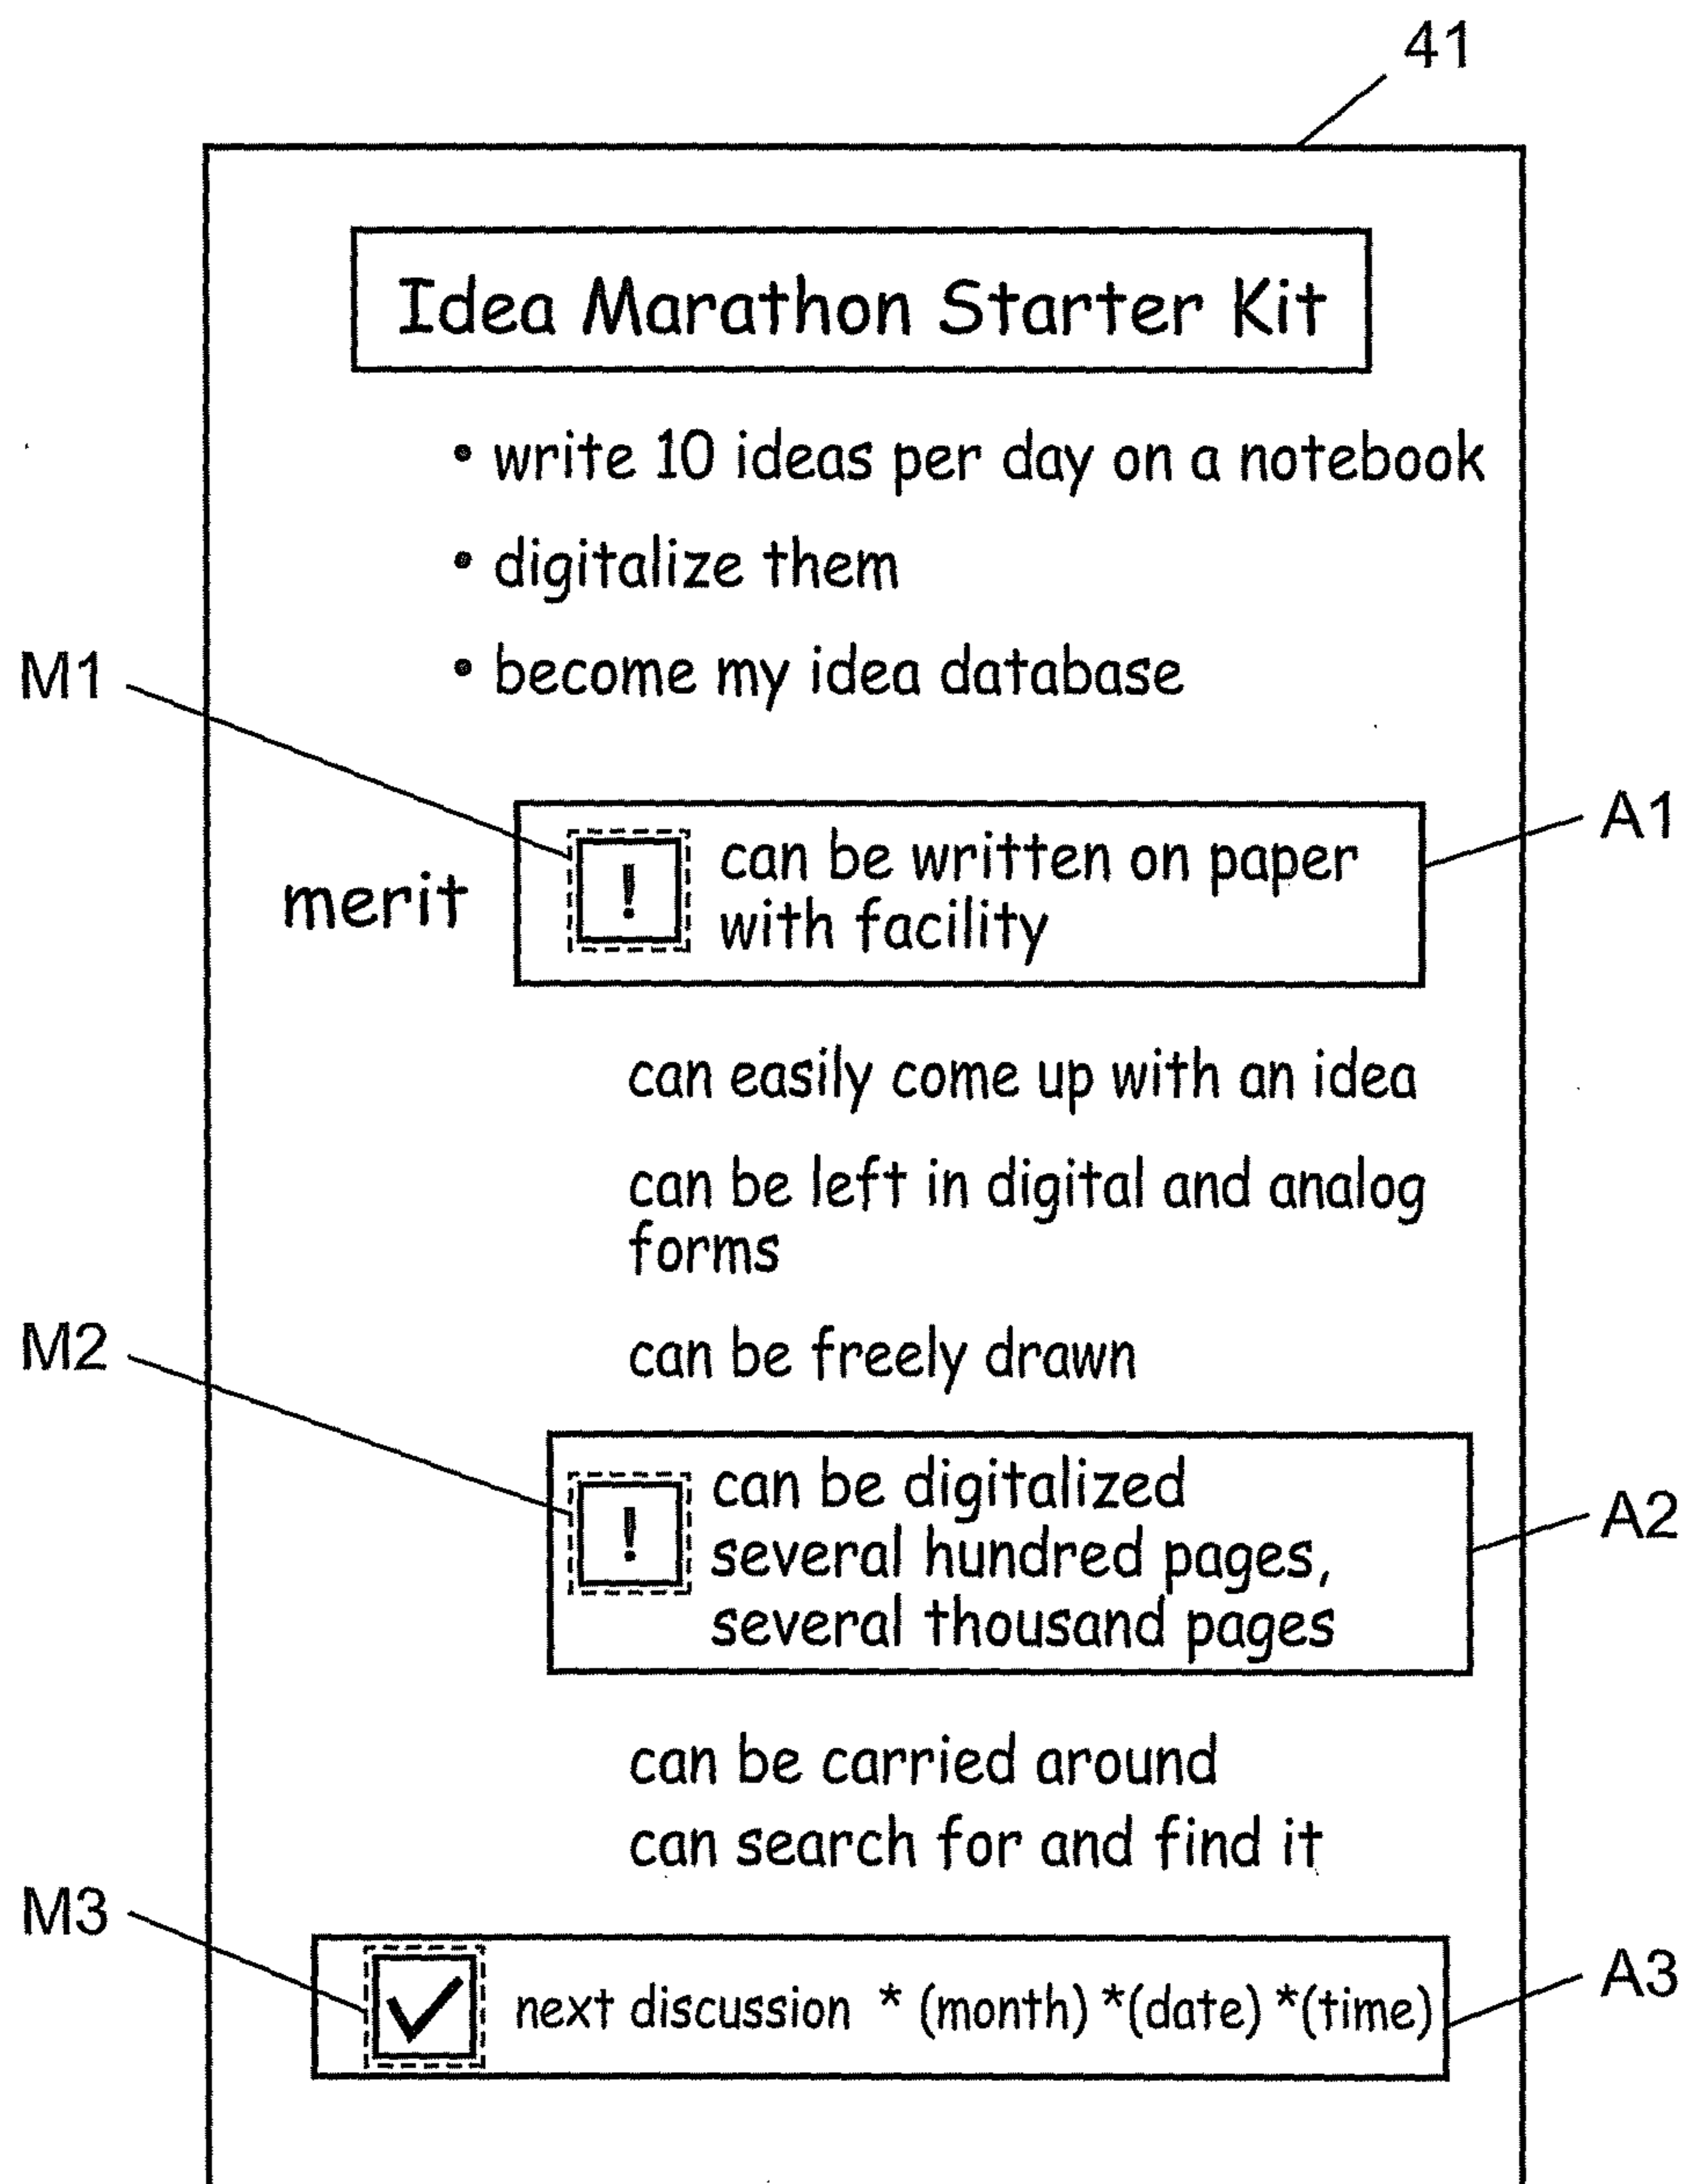 41
Idea Marathon Starter Kit
• write 10 ideas per day on a notebook
• digitalize them
• become my idea database
M1
A1
merit
! can be written on paper
with facility
can easily come up with an idea
can be left in digital and analog
forms
can be freely drawn
M2
A2
! can be digitalized
several hundred pages,
several thousand pages
can be carried around
can search for and find it
M3
A3
✓ next discussion * (month) *(date) *(time)